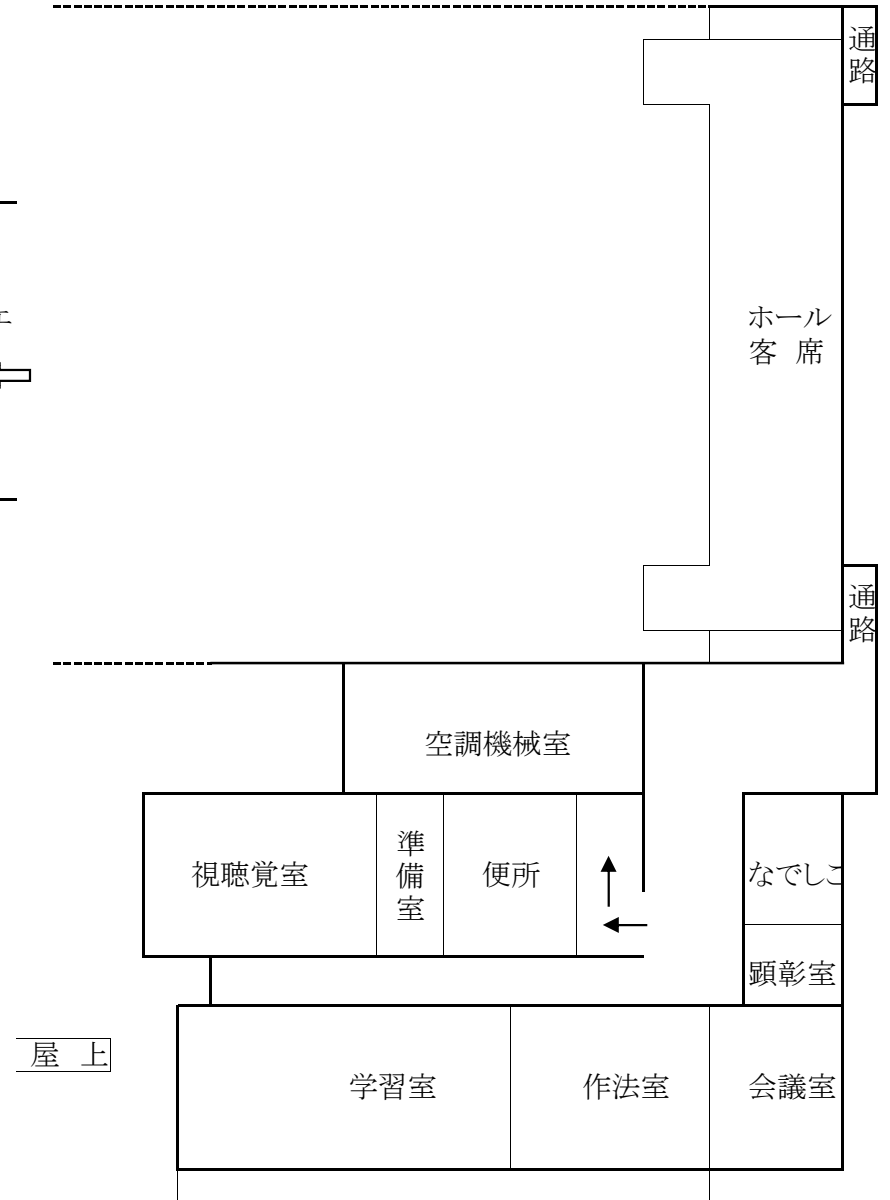 通路
ホール
客 席
通路
空調機械室
視聴覚室
準備室
便所
なでしこ
顕彰室
屋 上
学習室
作法室
会議室